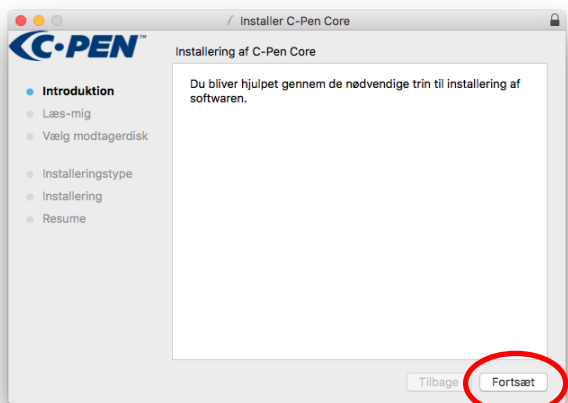 Installer C-Pen Core
C·PEN™
Installering af C-Pen Core
Du bliver hjulpet gennem de nødvendige trin til installering af
softwaren.
Introduktion
Læs-mig
Vælg modtagerdisk
Installeringstype
Installering
Resume
Tilbage
Fortsæt